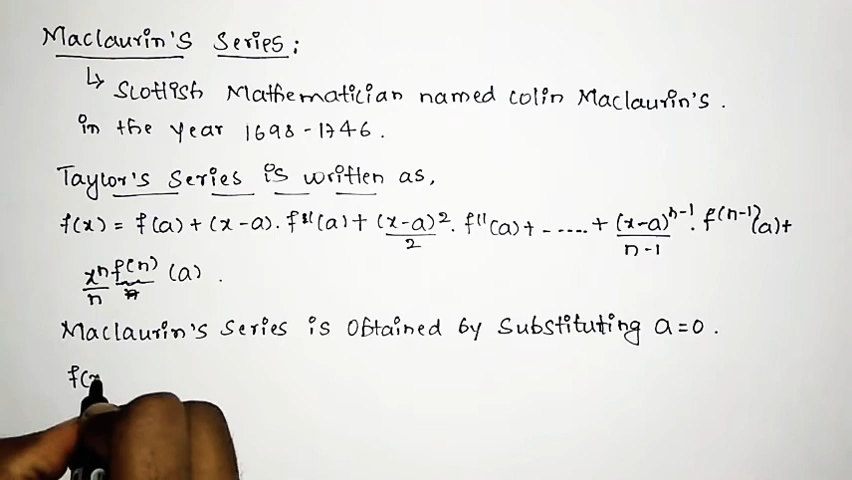 Maclaurin's Series:
↳ Scottish Mathematician named Colin Maclaurin's.
in the year 1698-1746.
Taylor's Series is written as,
f(x) = f(a) + (x-a). f'(a) + (x-a)²/2 . f''(a) + - ..... + (x-a)ⁿ⁻¹/n-1 . f(n-1)(a)+
xⁿ/n f(n) (a).
Maclaurin's Series is Obtained by Substituting a=0.
f(x